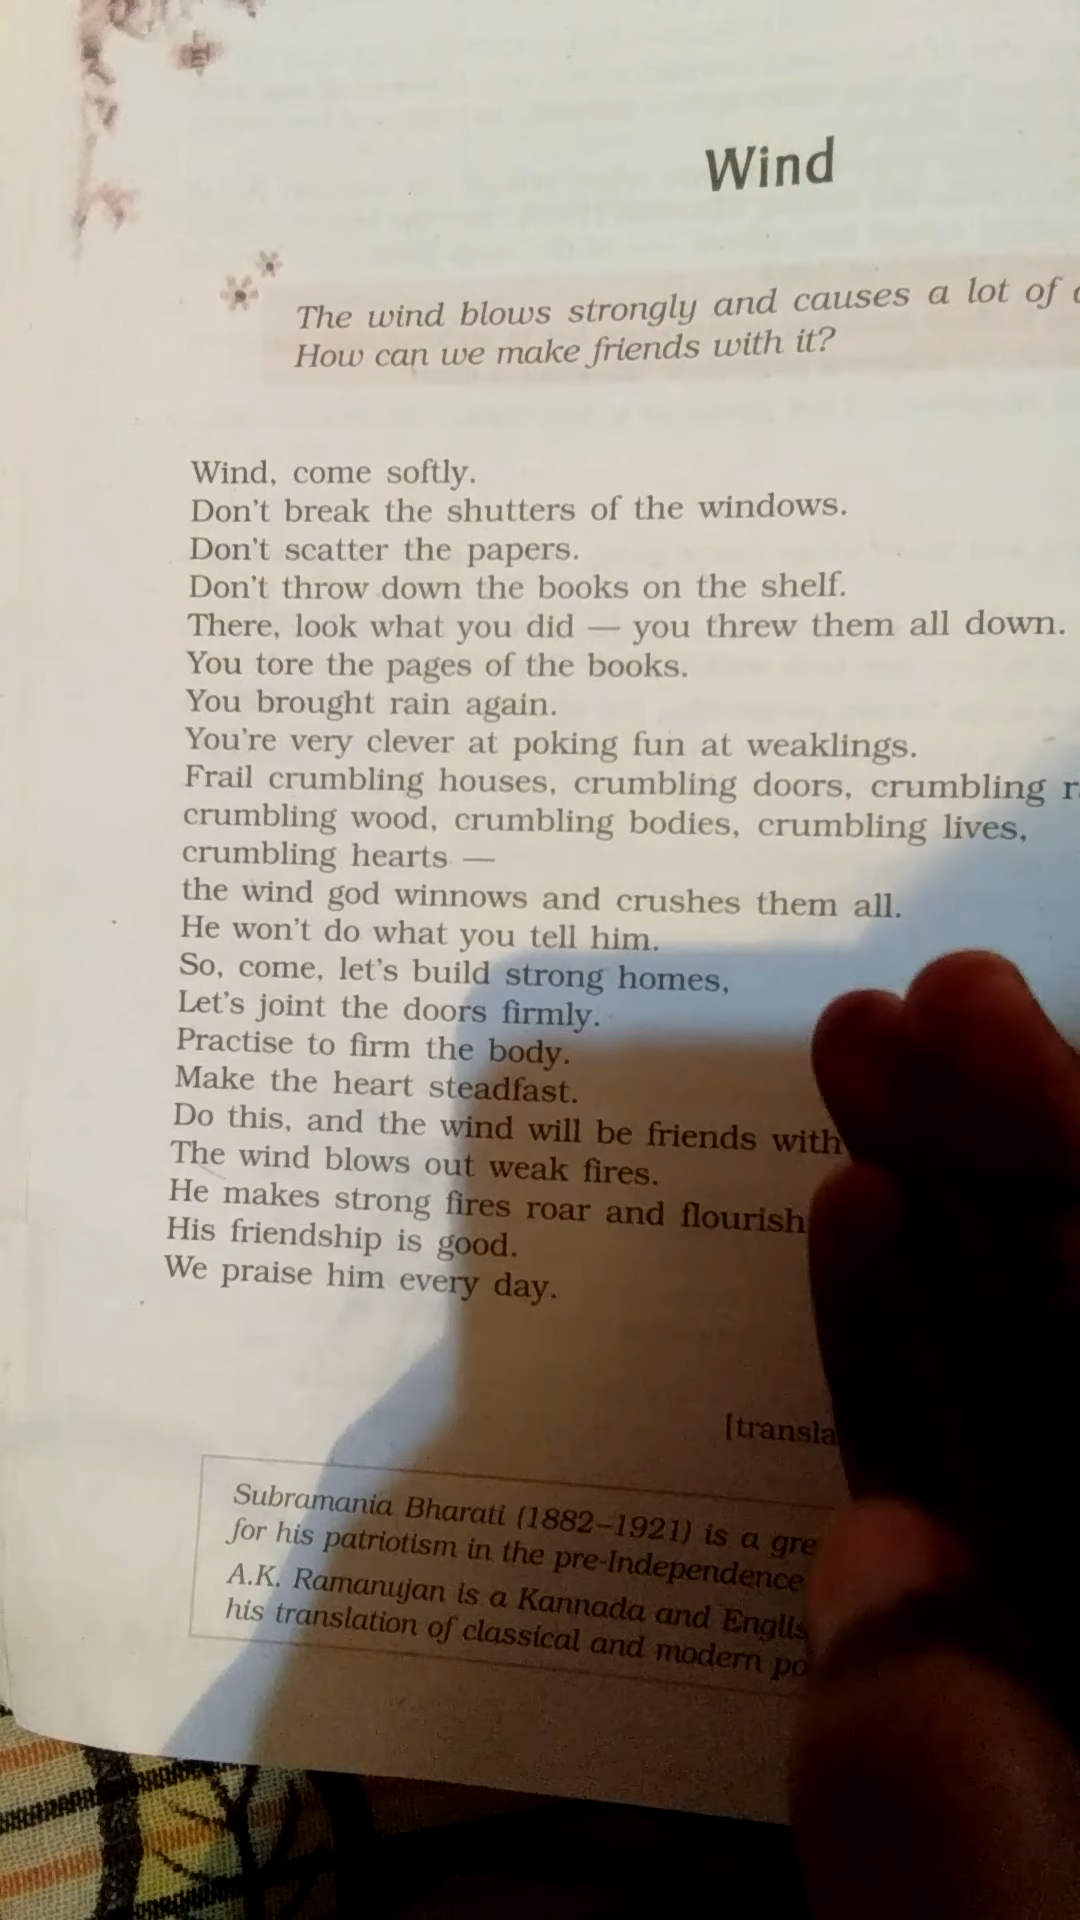 Wind
The wind blows strongly and causes a lot of
How can we make friends with it?
Wind, come softly.
Don't break the shutters of the windows.
Don't scatter the papers.
Don't throw down the books on the shelf.
There, look what you did — you threw them all down.
You tore the pages of the books.
You brought rain again.
You're very clever at poking fun at weaklings.
Frail crumbling houses, crumbling doors, crumbling
crumbling wood, crumbling bodies, crumbling lives,
crumbling hearts —
the wind god winnows and crushes them all.
He won't do what you tell him.
So, come, let's build strong homes,
Let's joint the doors firmly.
Practise to firm the body.
Make the heart steadfast.
Do this, and the wind will be friends with
The wind blows out weak fires.
He makes strong fires roar and flourish
His friendship is good.
We praise him every day.
[transla
Subramania Bharati (1882–1921) is a gre
for his patriotism in the pre-Independence
A.K. Ramanujan is a Kannada and Englis
his translation of classical and modern po